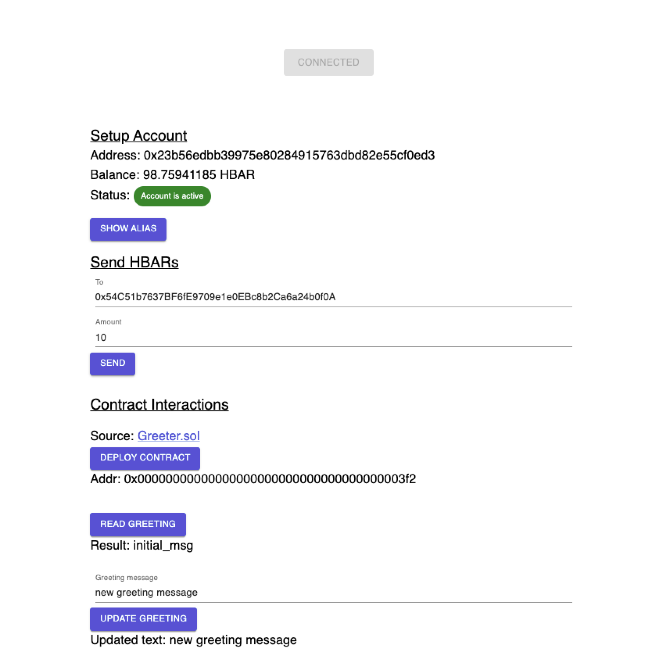 CONNECTED
Setup Account
Address: 0x23b56edbb39975e80284915763dbd82e55cf0ed3
Balance: 98.75941185 HBAR
Status: Account is active
SHOW ALIAS
Send HBARs
To
0x54C51b7637BF6fE9709e1e0EBc8b2Ca6a24b0f0A
Amount
10
SEND
Contract Interactions
Source: Greeter.sol
DEPLOY CONTRACT
Addr: 0x00000000000000000000000000000000000003f2
READ GREETING
Result: initial_msg
Greeting message
new greeting message
UPDATE GREETING
Updated text: new greeting message